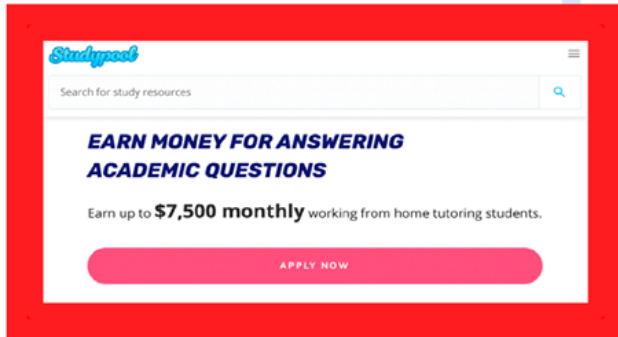 Studypool
Search for study resources
EARN MONEY FOR ANSWERING
ACADEMIC QUESTIONS
Earn up to $7,500 monthly working from home tutoring students.
APPLY NOW